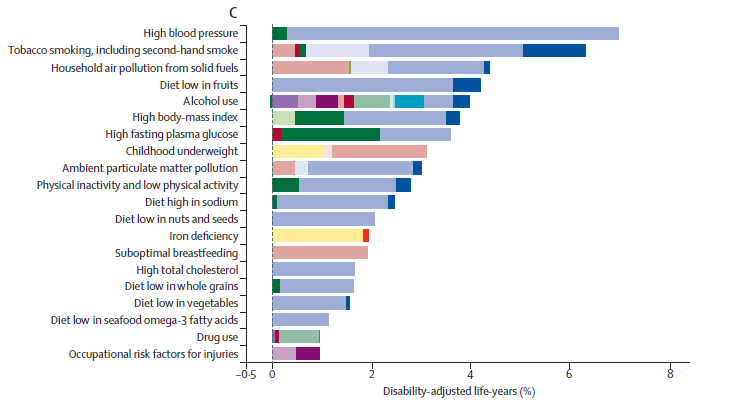 C
High blood pressure
Tobacco smoking, including second-hand smoke
Household air pollution from solid fuels
Diet low in fruits
Alcohol use
High body-mass index
High fasting plasma glucose
Childhood underweight
Ambient particulate matter pollution
Physical inactivity and low physical activity
Diet high in sodium
Diet low in nuts and seeds
Iron deficiency
Suboptimal breastfeeding
High total cholesterol
Diet low in whole grains
Diet low in vegetables
Diet low in seafood omega-3 fatty acids
Drug use
Occupational risk factors for injuries
–0·5 0 2 4 6 8
Disability-adjusted life-years (%)